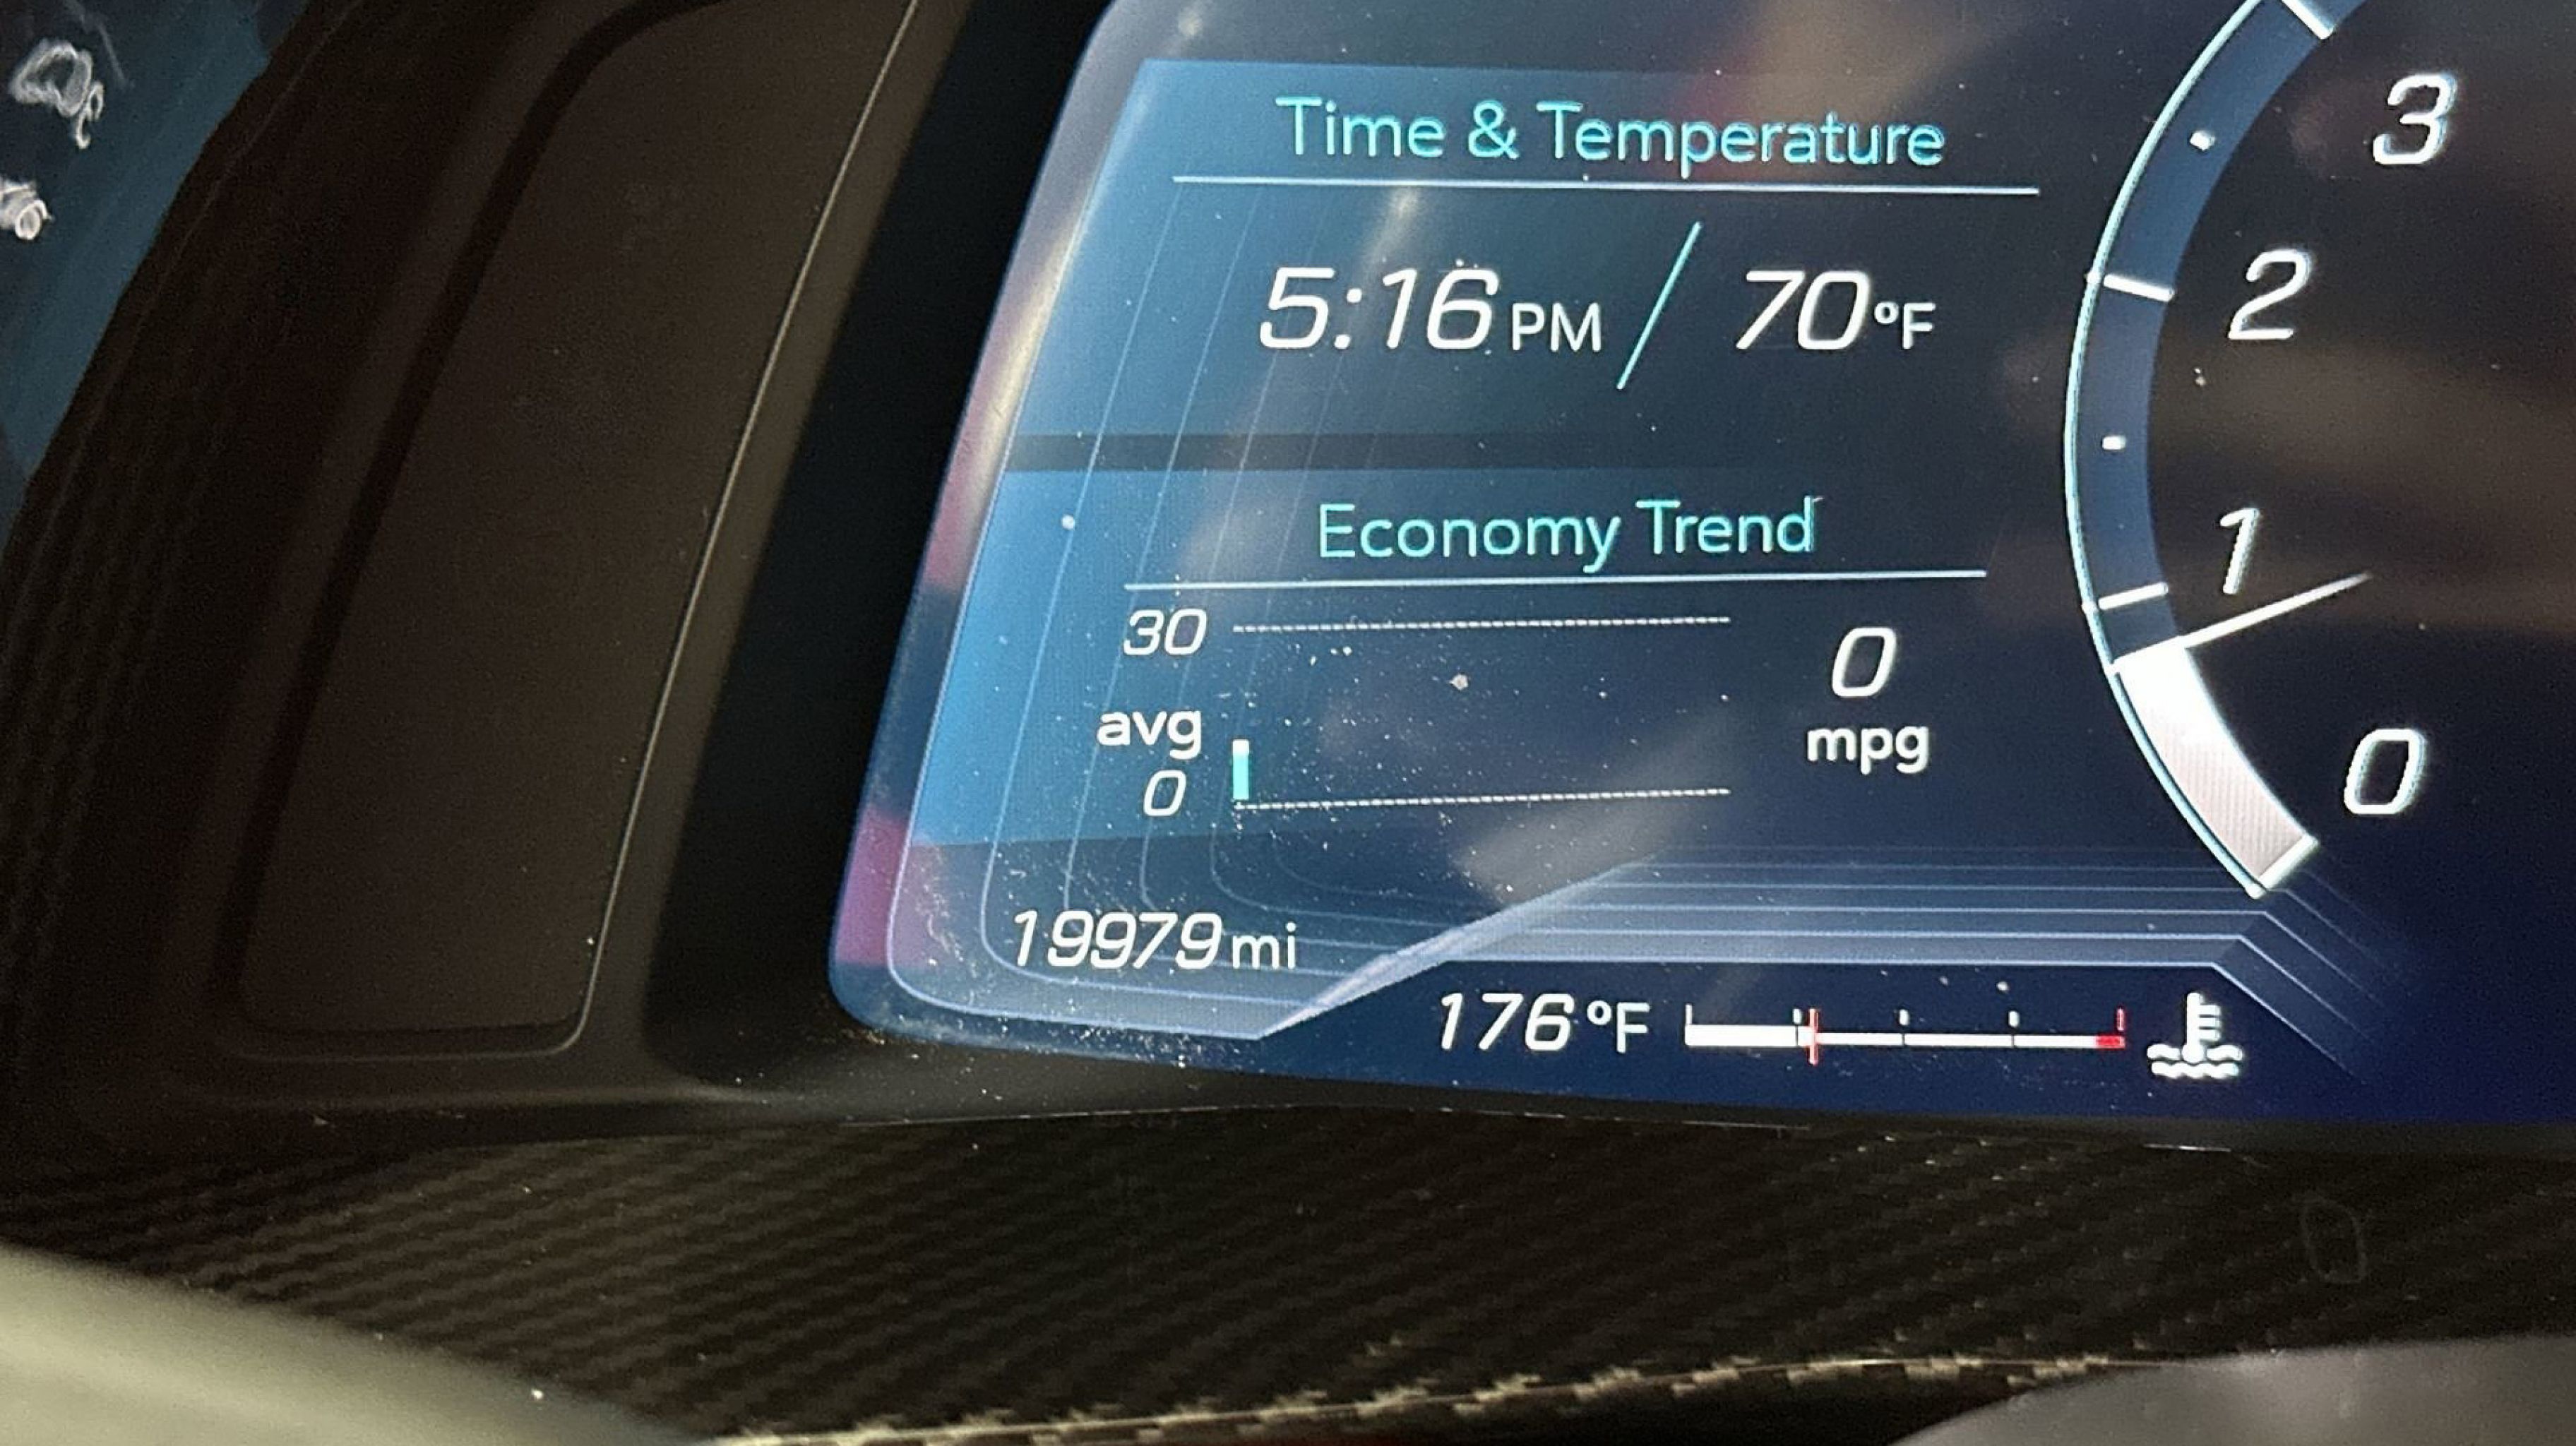 Time & Temperature
5:16 PM / 70 °F
Economy Trend
30
avg
0
0
mpg
19979 mi
176 °F
3
2
1
0